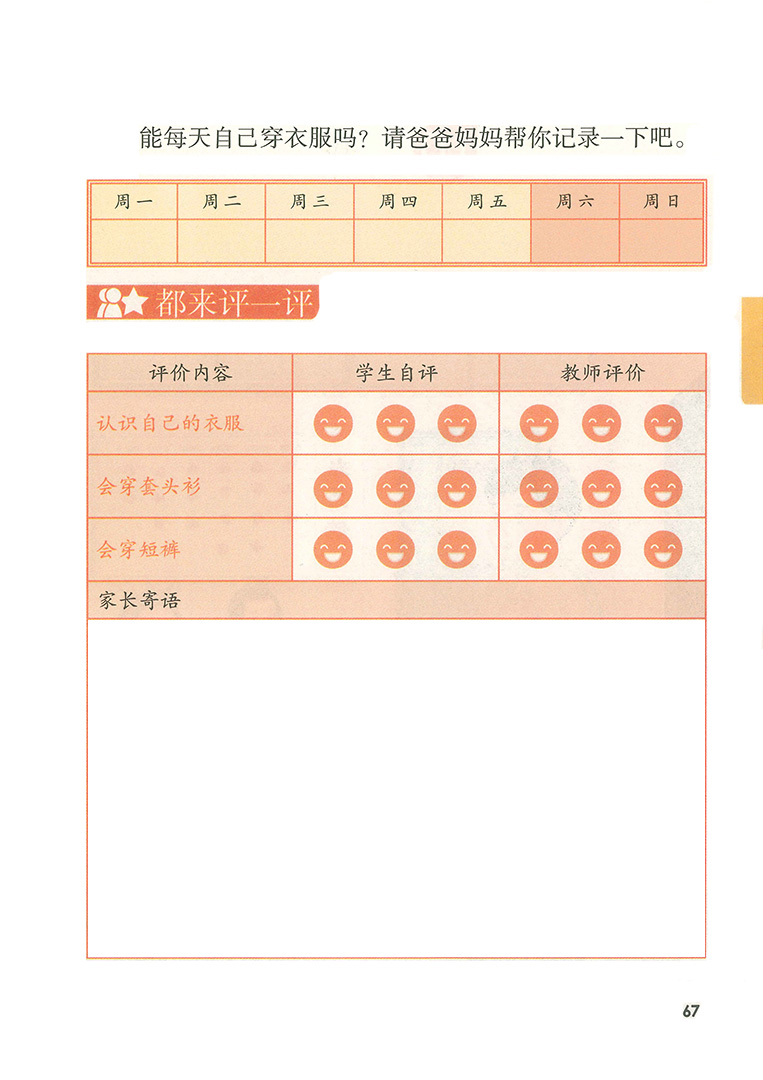 能每天自己穿衣服吗？请爸爸妈妈帮你记录一下吧。
周一 周二 周三 周四 周五 周六 周日
都来评一评
评价内容 学生自评 教师评价
认识自己的衣服
会穿套头衫
会穿短裤
家长寄语
67